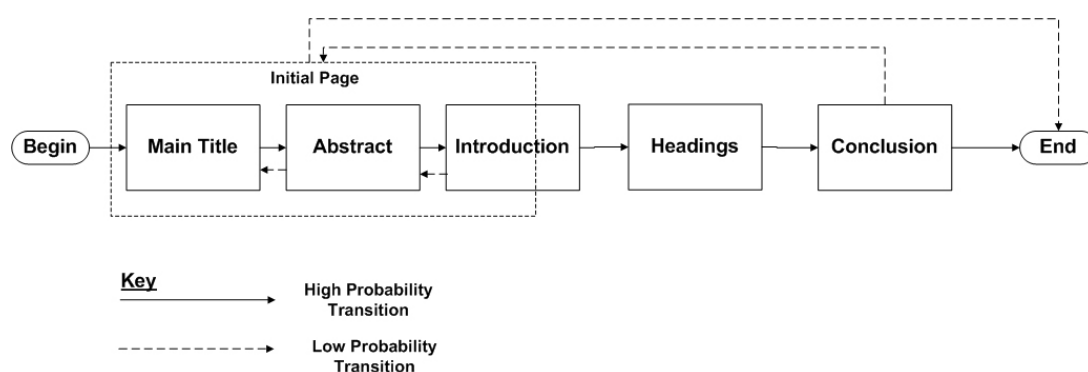 Initial Page
Begin
Main Title
Abstract
Introduction
Headings
Conclusion
End
Key
High Probability
Transition
Low Probability
Transition